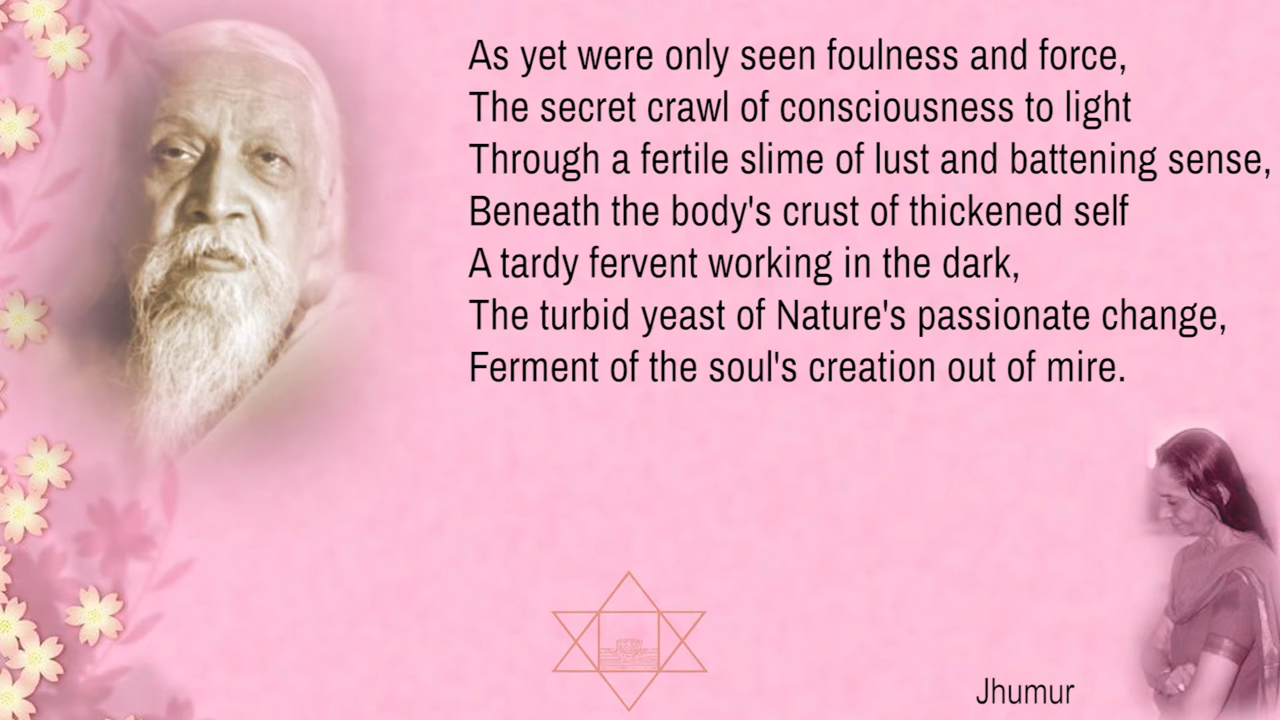 As yet were only seen foulness and force,
The secret crawl of consciousness to light
Through a fertile slime of lust and battening sense,
Beneath the body's crust of thickened self
A tardy fervent working in the dark,
The turbid yeast of Nature's passionate change,
Ferment of the soul's creation out of mire.
Jhumur